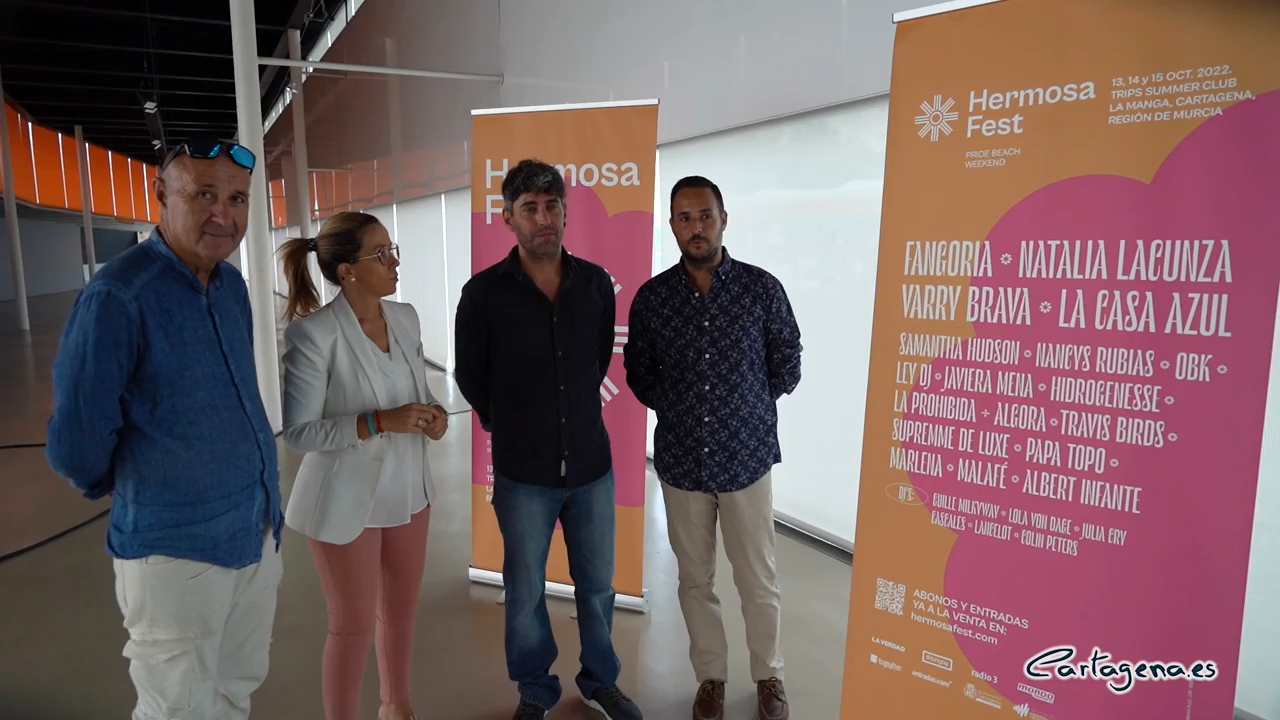 Hermosa
Hermosa
Fest
PRIDE BEACH
WEEKEND
13, 14 y 15 OCT. 2022.
TRIPS SUMMER CLUB
LA MANGA, CARTAGENA,
REGIÓN DE MURCIA
FANGORIA NATALIA LACUNZA
VARRY BRAVA LA CASA AZUL
SAMANTHA HUDSON NANCYS RUBIAS OBK
LEY DJ JAVIERA MENA HIDROGENESSE
LA PROHIBIDA ALGORA TRAVIS BIRDS
SUPREMME DE LUXE PAPA TOPO
MARLENA MALAFÉ ALBERT INFANTE
DJ'S:
GUILLE MILKYWAY LOLA VON DAGE JULIA CRY
CASCALES LANCELOT COLIN PETERS
ABONOS Y ENTRADAS
YA A LA VENTA EN:
hermosafest.com
LA VERDAD
entradas.com
radio 3
Cartagena.es